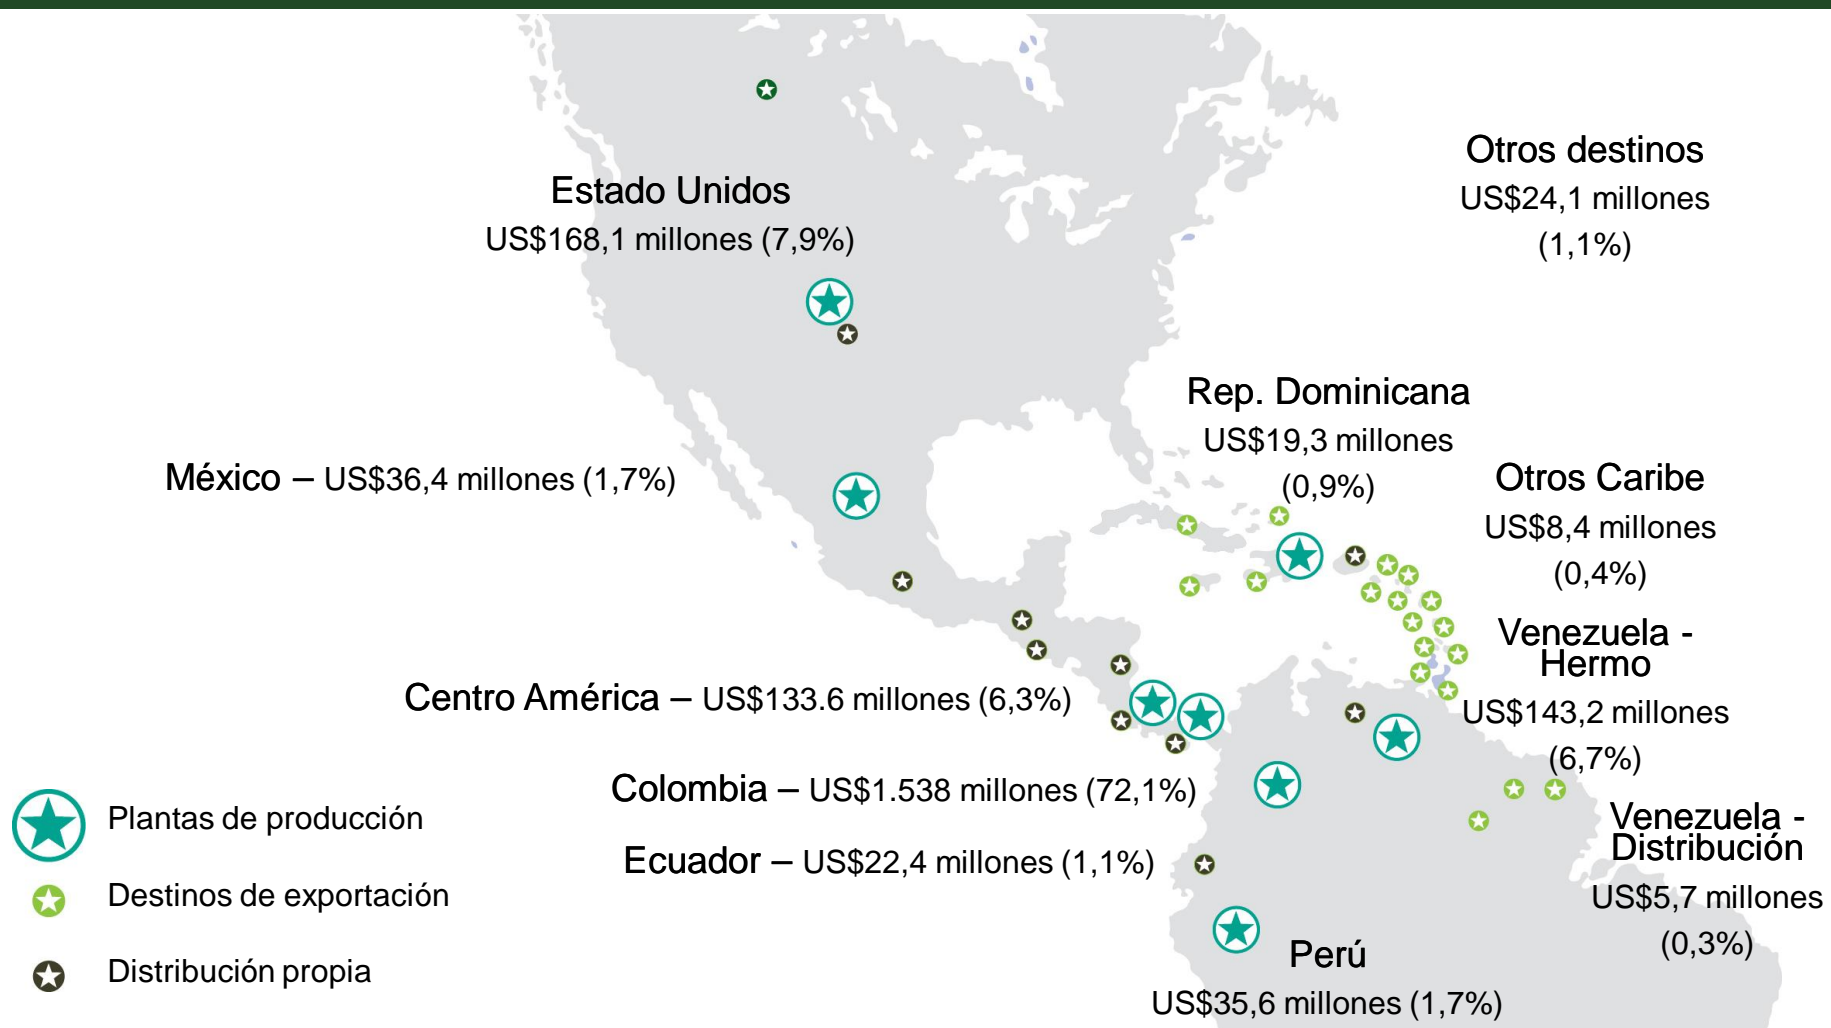 Estado Unidos
US$168,1 millones (7,9%)
Otros destinos
US$24,1 millones
(1,1%)
Rep. Dominicana
US$19,3 millones
(0,9%)
México – US$36,4 millones (1,7%)
Otros Caribe
US$8,4 millones
(0,4%)
Venezuela -
Hermo
US$143,2 millones
(6,7%)
Centro América – US$133.6 millones (6,3%)
Colombia – US$1.538 millones (72,1%)
Ecuador – US$22,4 millones (1,1%)
Venezuela -
Distribución
US$5,7 millones
(0,3%)
Perú
US$35,6 millones (1,7%)
Plantas de producción
Destinos de exportación
Distribución propia